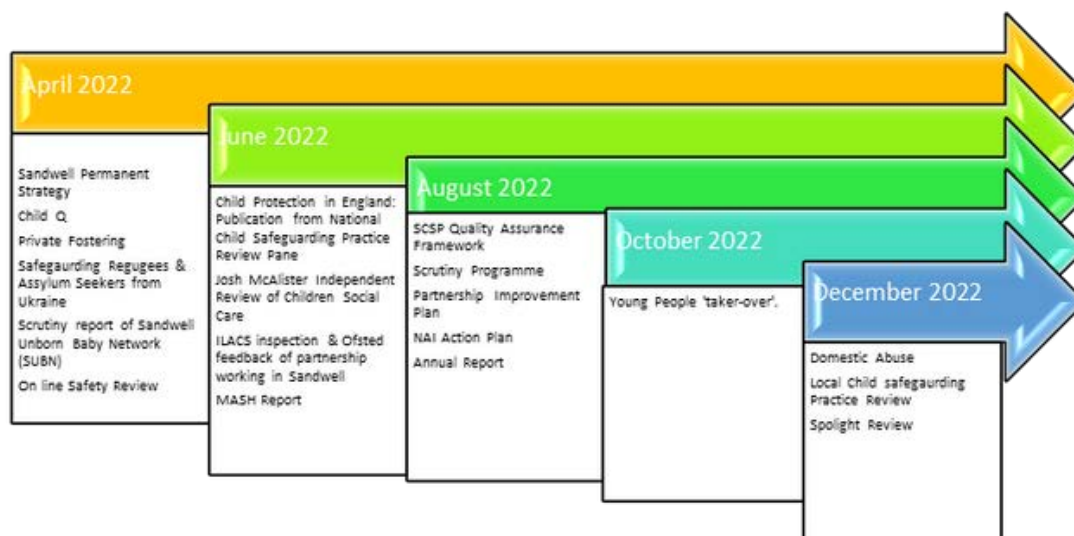 April 2022
Sandwell Permanent
Strategy
Child Q
Private Fostering
Safegaurding Regugees &
Assylum Seekers from
Ukraine
Scrutiny report of Sandwell
Unborn Baby Network
(SUBN)
On line Safety Review
June 2022
Child Protection in England:
Publication from National
Child Safeguarding Practice
Review Pane
Josh McAlister Independent
Review of Children Social
Care
ILACS inspection & Ofsted
feedback of partnership
working in Sandwell
MASH Report
August 2022
SCSP Quality Assurance
Framework
Scrutiny Programme
Partnership Improvement
Plan
NAI Action Plan
Annual Report
October 2022
Young People 'taker-over'.
December 2022
Domestic Abuse
Local Child safegaurding
Practice Review
Spolight Review